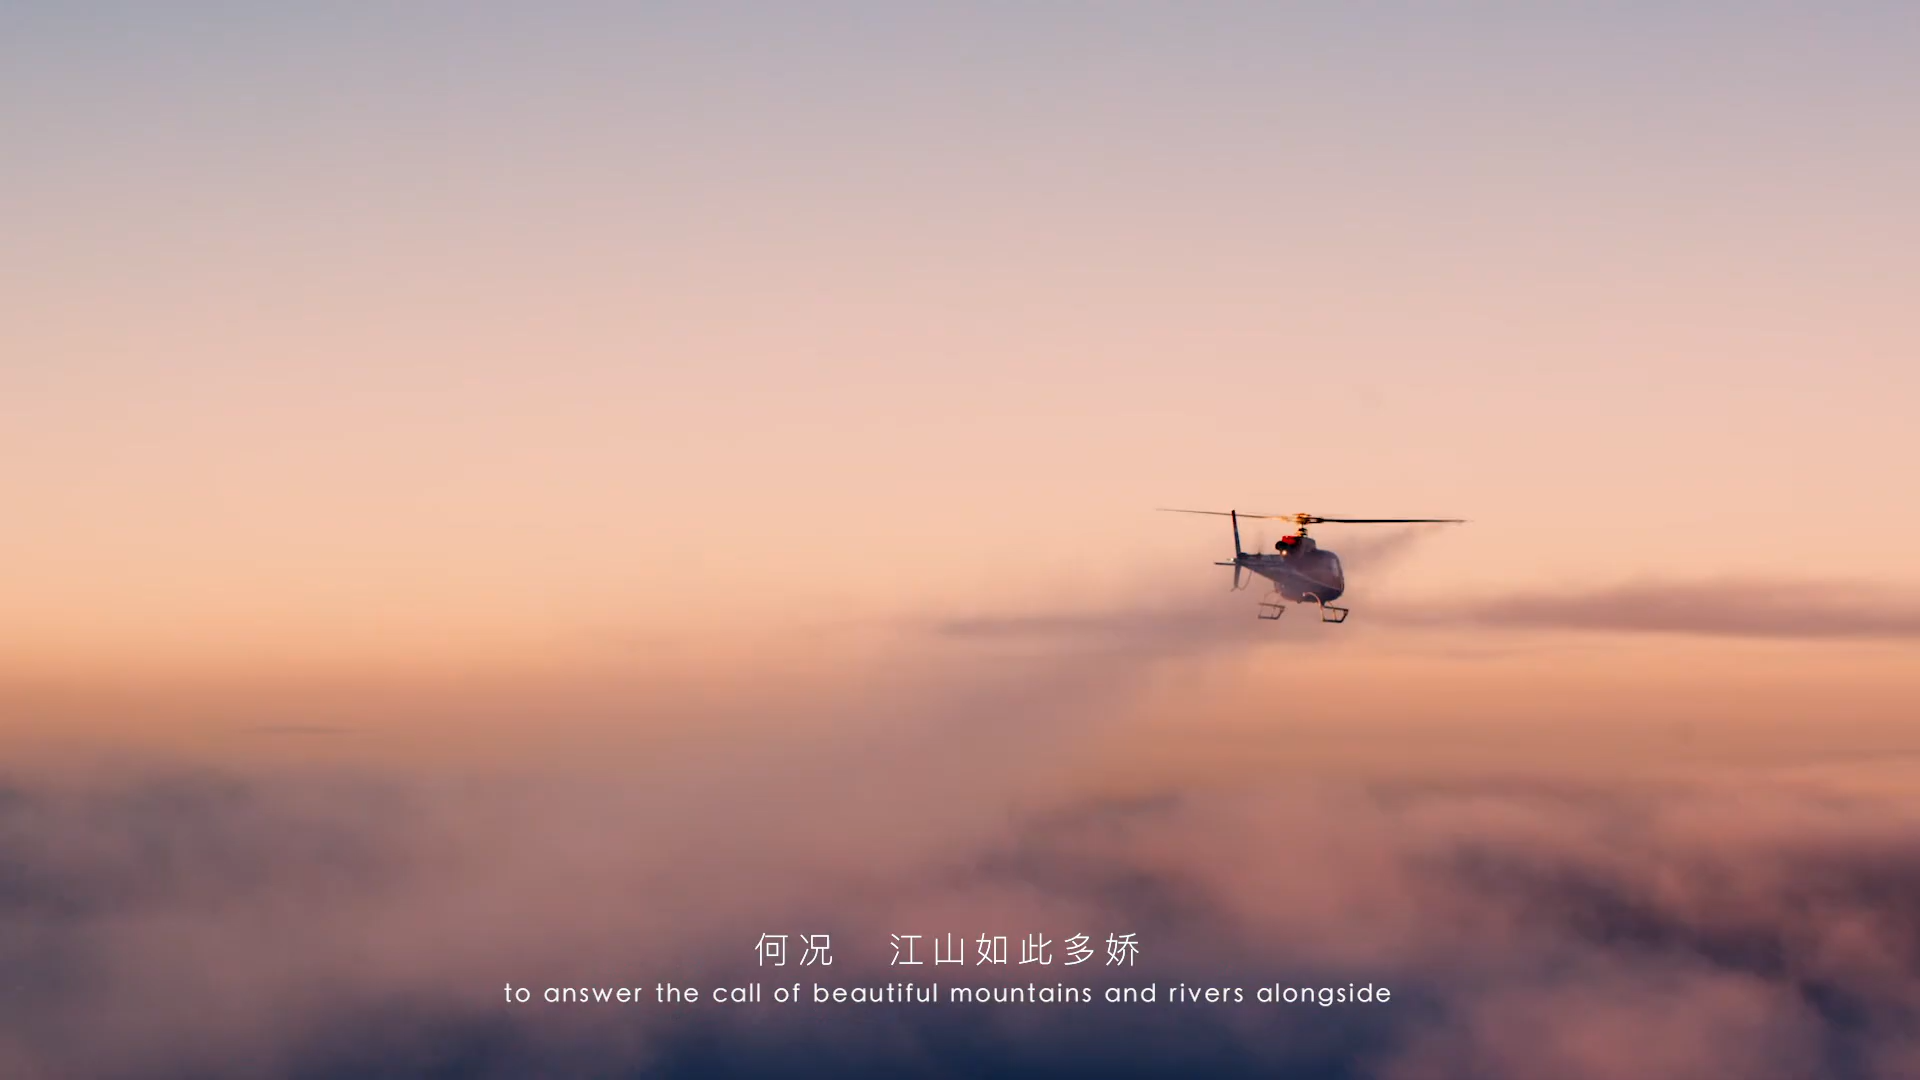 何况 江山如此多娇
to answer the call of beautiful mountains and rivers alongside